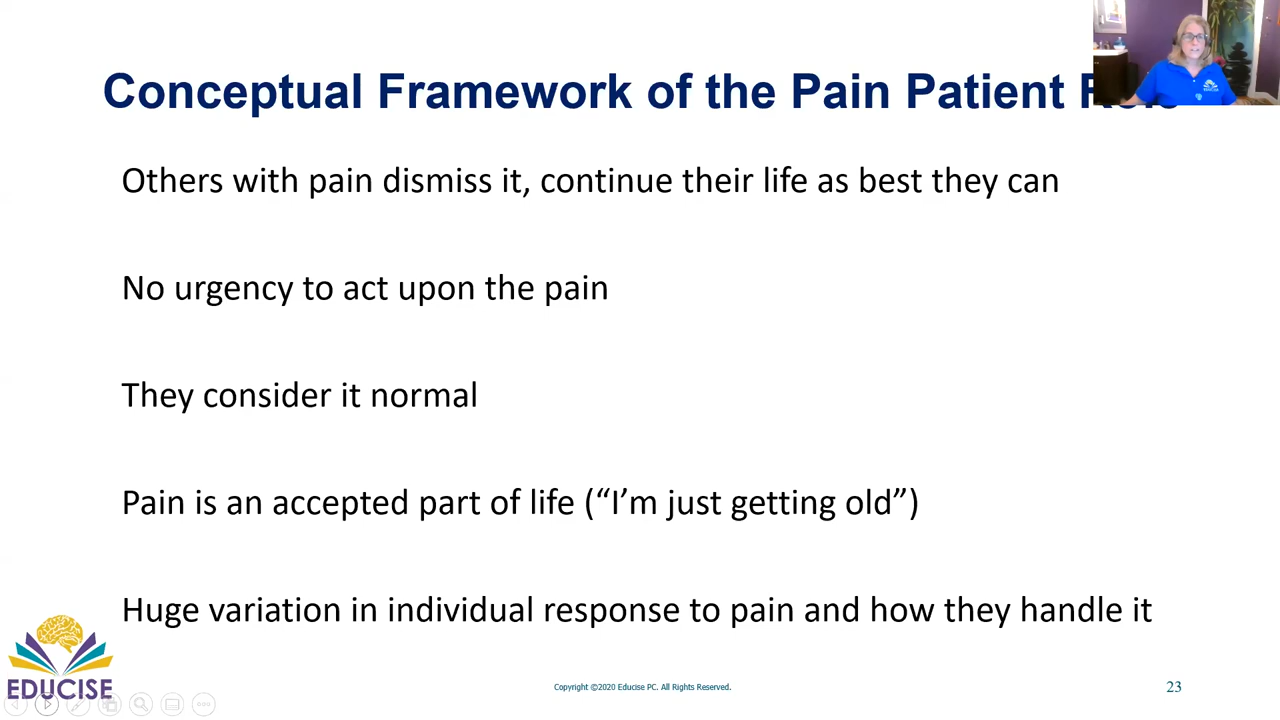 Conceptual Framework of the Pain Patient
Others with pain dismiss it, continue their life as best they can
No urgency to act upon the pain
They consider it normal
Pain is an accepted part of life (“I’m just getting old”)
Huge variation in individual response to pain and how they handle it
EDUCISE
Copyright ©2020 Educise PC. All Rights Reserved.
23